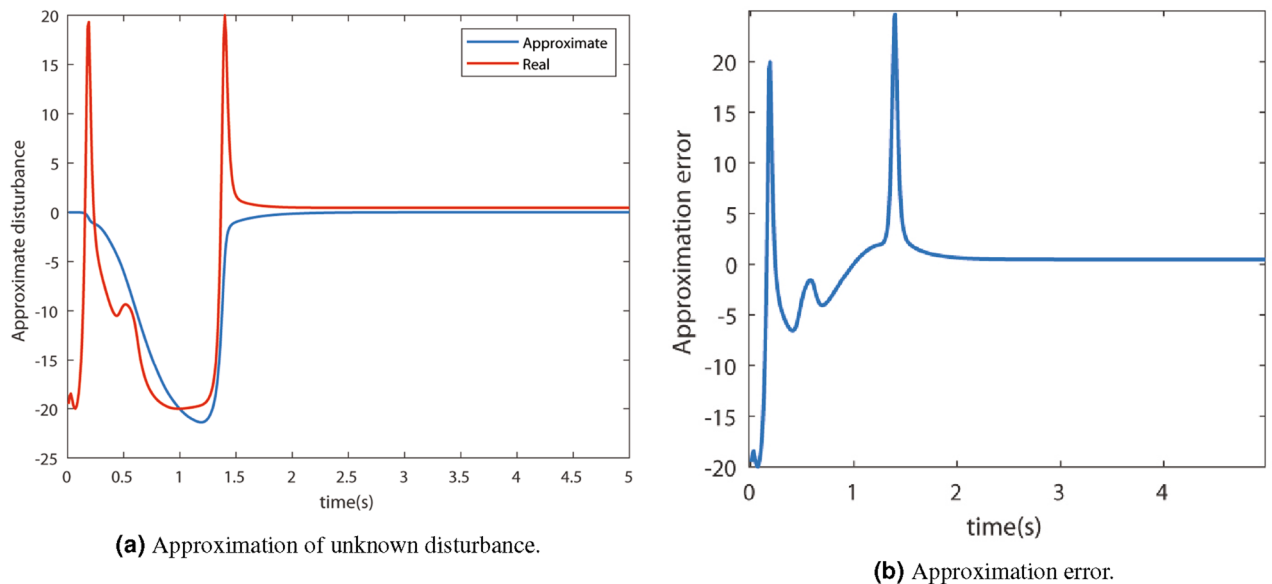 Approximate disturbance
20
15
10
5
0
-5
-10
-15
-20
-25
Approximate
Real
0 0.5 1 1.5 2 2.5 3 3.5 4 4.5 5
time(s)
(a) Approximation of unknown disturbance.
Approximation error
20
15
10
5
0
-5
-10
-15
-20
0 1 2 3 4
time(s)
(b) Approximation error.